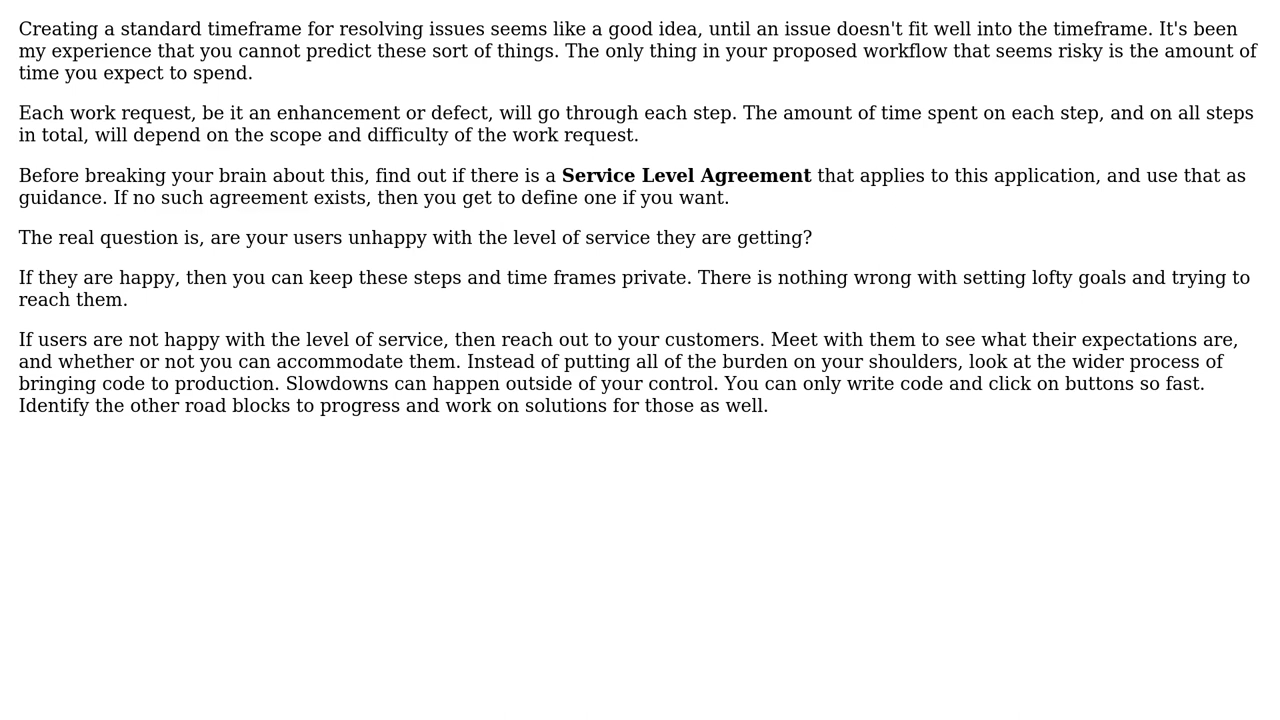 Creating a standard timeframe for resolving issues seems like a good idea, until an issue doesn't fit well into the timeframe. It's been
my experience that you cannot predict these sort of things. The only thing in your proposed workflow that seems risky is the amount of
time you expect to spend.
Each work request, be it an enhancement or defect, will go through each step. The amount of time spent on each step, and on all steps
in total, will depend on the scope and difficulty of the work request.
Before breaking your brain about this, find out if there is a Service Level Agreement that applies to this application, and use that as
guidance. If no such agreement exists, then you get to define one if you want.
The real question is, are your users unhappy with the level of service they are getting?
If they are happy, then you can keep these steps and time frames private. There is nothing wrong with setting lofty goals and trying to
reach them.
If users are not happy with the level of service, then reach out to your customers. Meet with them to see what their expectations are,
and whether or not you can accommodate them. Instead of putting all of the burden on your shoulders, look at the wider process of
bringing code to production. Slowdowns can happen outside of your control. You can only write code and click on buttons so fast.
Identify the other road blocks to progress and work on solutions for those as well.